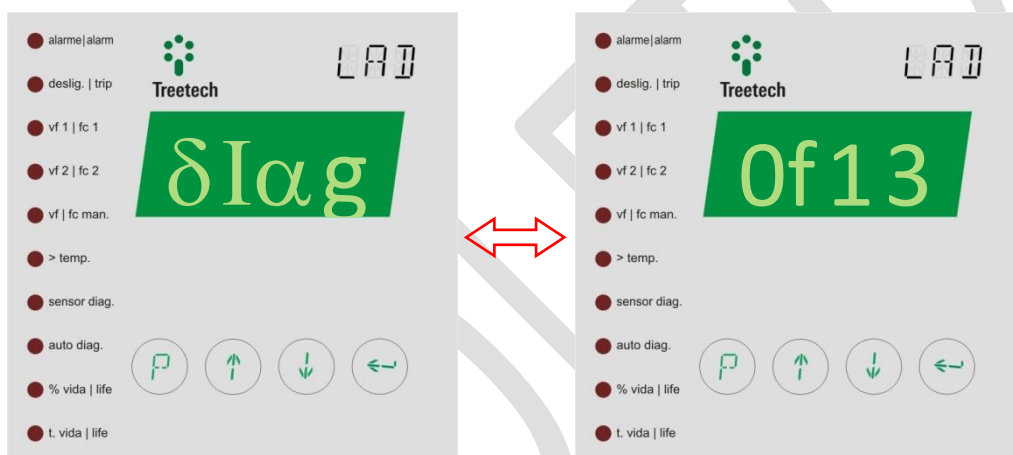 alarme|alarm
deslig. | trip
vf 1 | fc 1
vf 2 | fc 2
vf | fc man.
> temp.
sensor diag.
auto diag.
% vida | life
t. vida | life
Treetech
LAD
δIαg
P
alarme|alarm
deslig. | trip
vf 1 | fc 1
vf 2 | fc 2
vf | fc man.
> temp.
sensor diag.
auto diag.
% vida | life
t. vida | life
Treetech
LAD
0f13
P